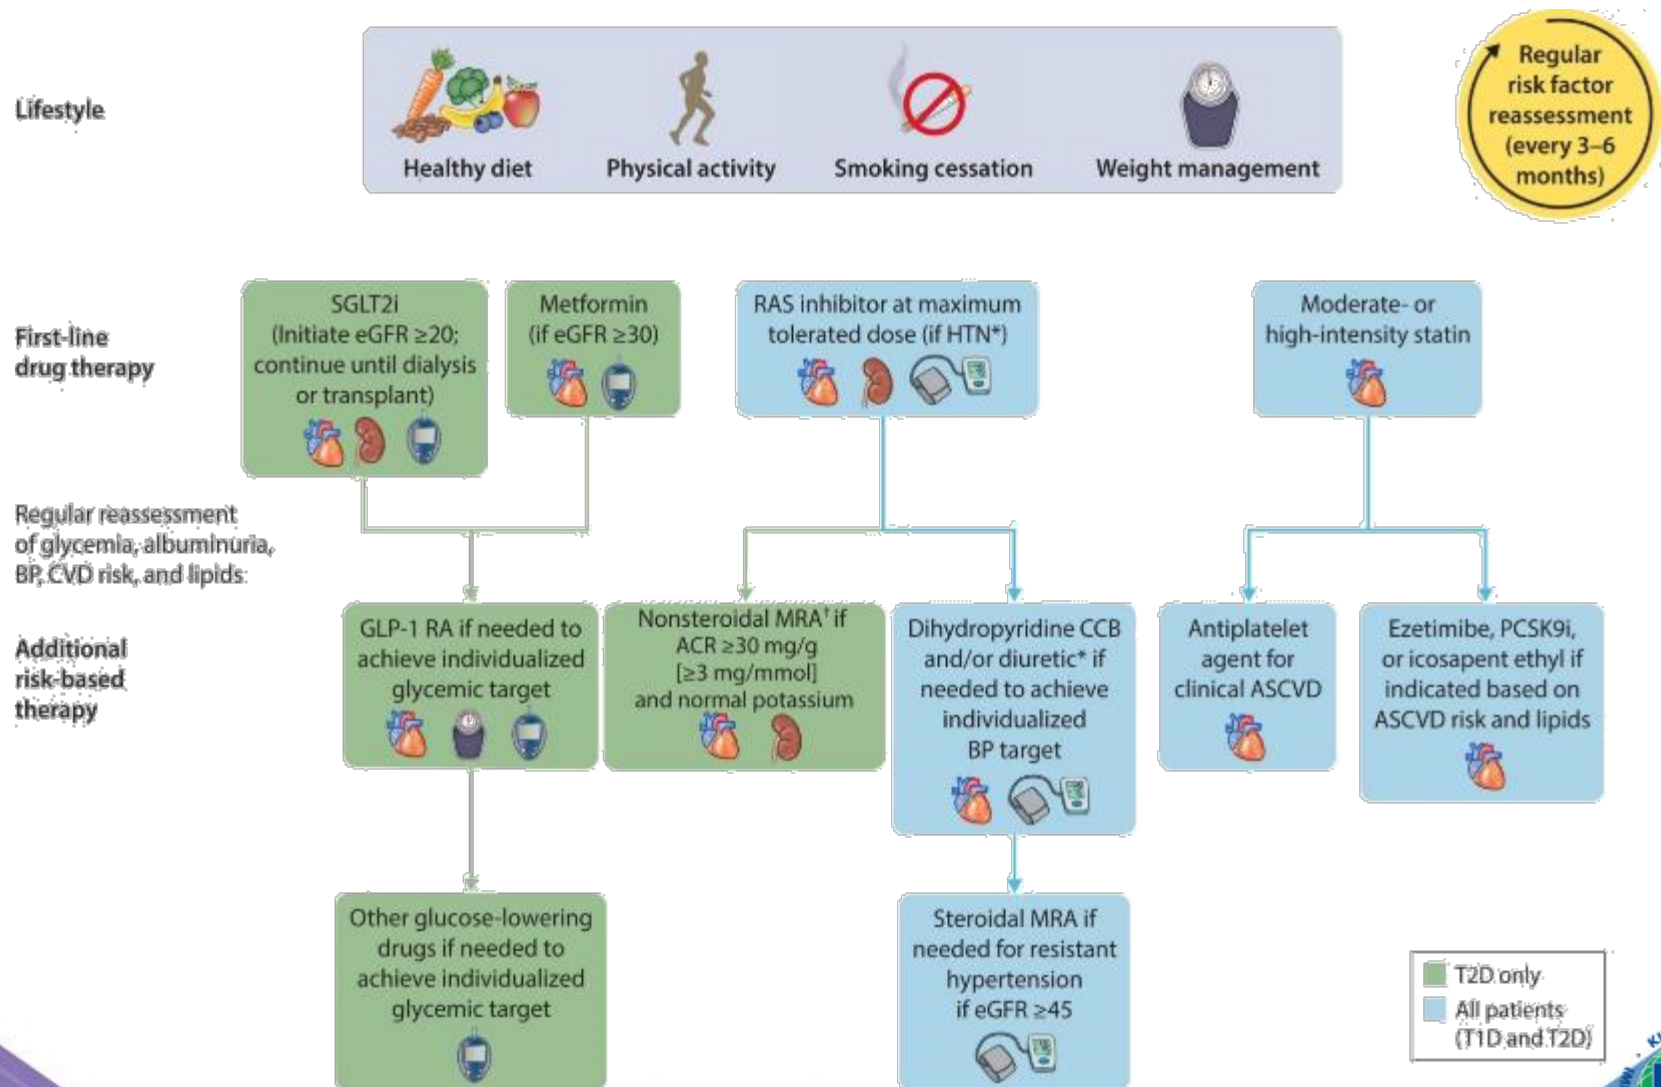 Lifestyle
Healthy diet
Physical activity
Smoking cessation
Weight management
Regular
risk factor
reassessment
(every 3–6
months)
First-line
drug therapy
SGLT2i
(Initiate eGFR ≥20;
continue until dialysis
or transplant)
Metformin
(if eGFR ≥30)
RAS inhibitor at maximum
tolerated dose (if HTN*)
Moderate- or
high-intensity statin
Regular reassessment
of glycemia, albuminuria,
BP, CVD risk, and lipids
Additional
risk-based
therapy
GLP-1 RA if needed to
achieve individualized
glycemic target
Nonsteroidal MRA† if
ACR ≥30 mg/g
[≥3 mg/mmol]
and normal potassium
Dihydropyridine CCB
and/or diuretic* if
needed to achieve
individualized
BP target
Antiplatelet
agent for
clinical ASCVD
Ezetimibe, PCSK9i,
or icosapent ethyl if
indicated based on
ASCVD risk and lipids
Other glucose-lowering
drugs if needed to
achieve individualized
glycemic target
Steroidal MRA if
needed for resistant
hypertension
if eGFR ≥45
T2D only
All patients
(T1D and T2D)